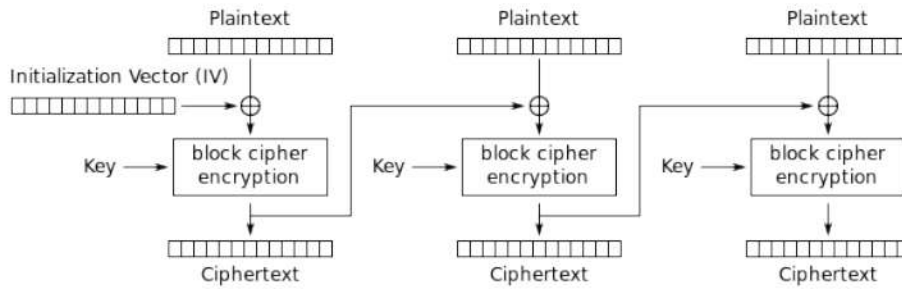 Plaintext
Plaintext
Plaintext
Initialization Vector (IV)
Key
block cipher
encryption
Key
block cipher
encryption
Key
block cipher
encryption
Ciphertext
Ciphertext
Ciphertext